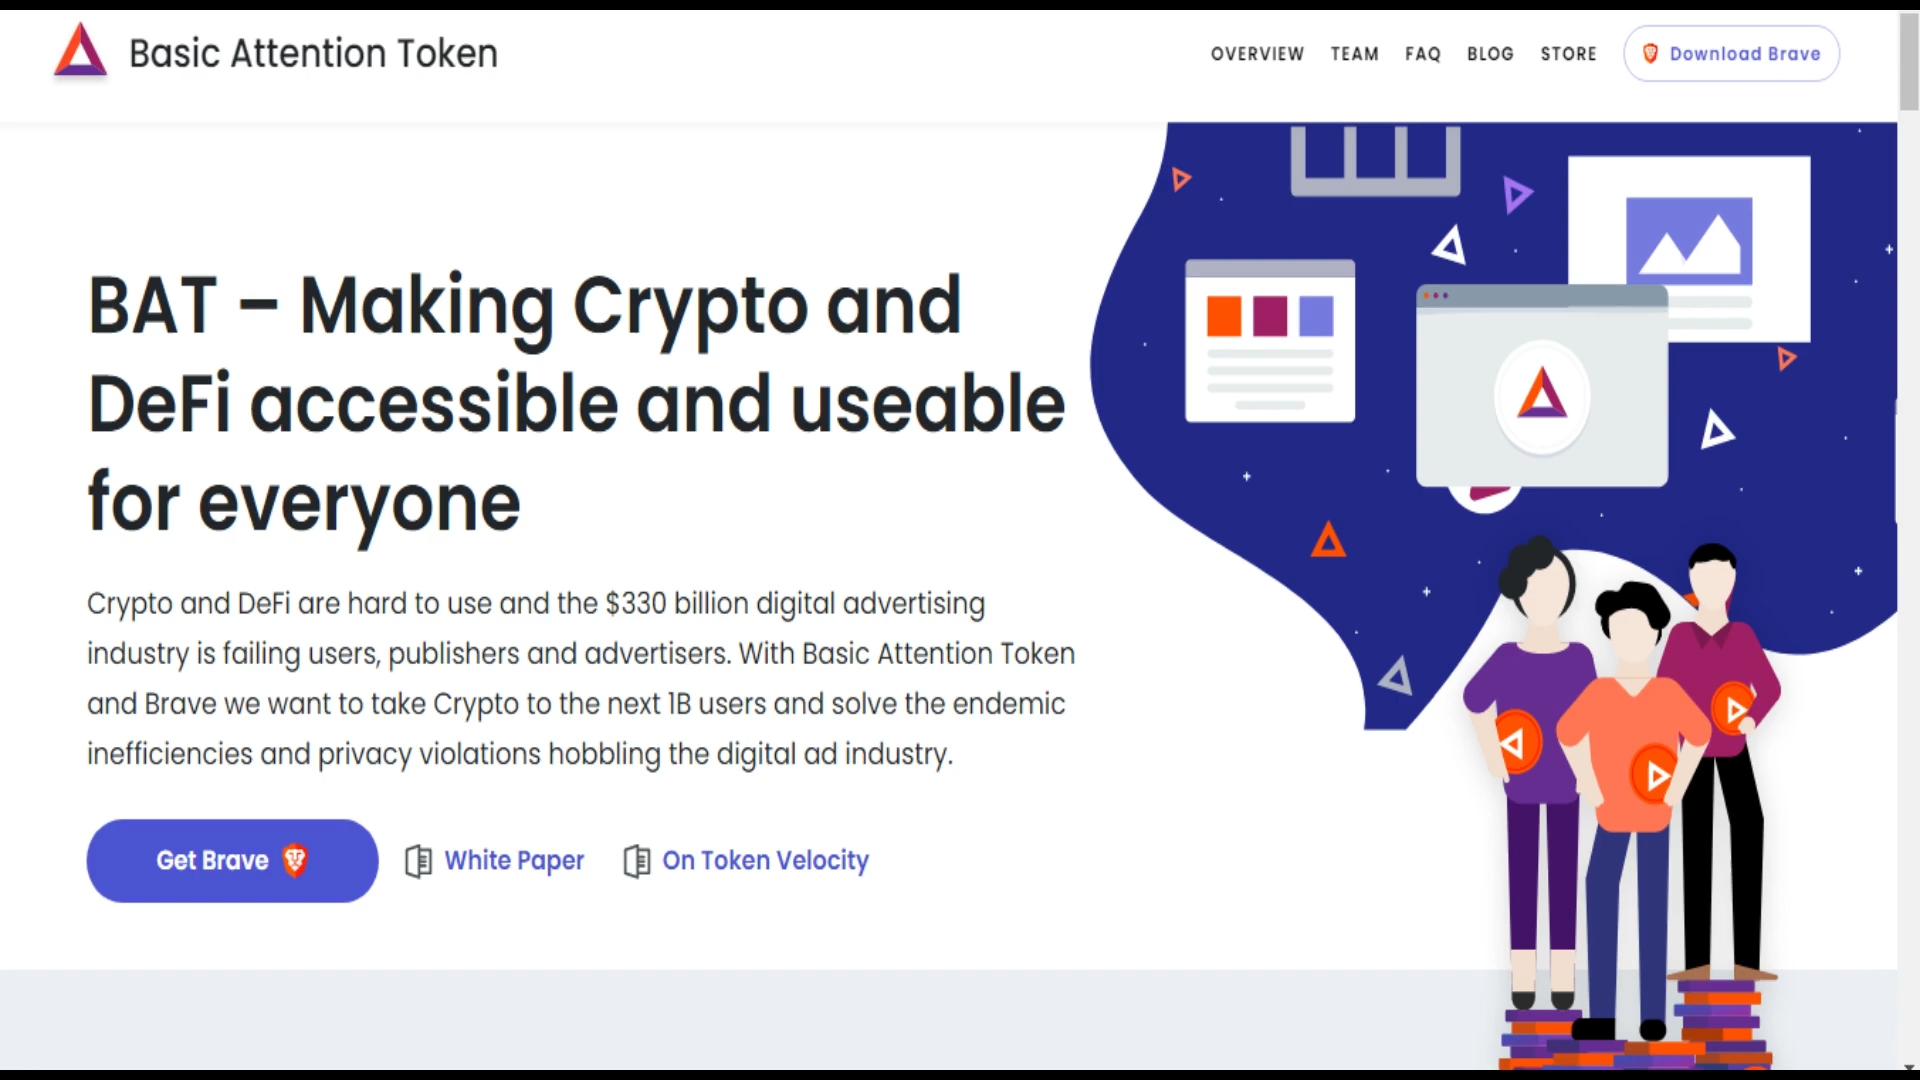 Basic Attention Token
OVERVIEW TEAM FAQ BLOG STORE Download Brave
BAT – Making Crypto and
DeFi accessible and useable
for everyone
Crypto and DeFi are hard to use and the $330 billion digital advertising
industry is failing users, publishers and advertisers. With Basic Attention Token
and Brave we want to take Crypto to the next 1B users and solve the endemic
inefficiencies and privacy violations hobbling the digital ad industry.
Get Brave White Paper On Token Velocity